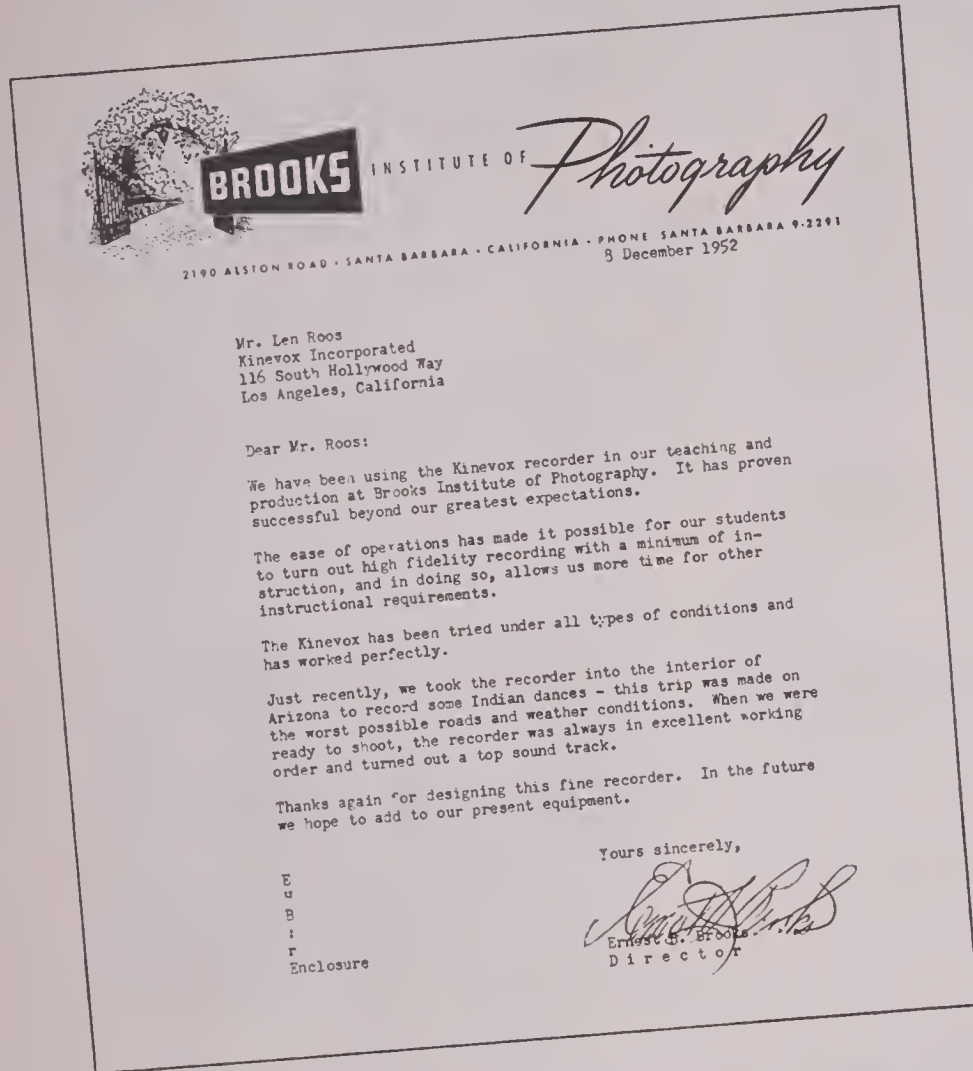 BROOKS INSTITUTE OF Photography
2190 ALSTON ROAD · SANTA BARBARA · CALIFORNIA · PHONE SANTA BARBARA 9-2291
8 December 1952
Mr. Len Roos
Kinevox Incorporated
116 South Hollywood Way
Los Angeles, California
Dear Mr. Roos:
We have been using the Kinevox recorder in our teaching and
production at Brooks Institute of Photography. It has proven
successful beyond our greatest expectations.
The ease of operations has made it possible for our students
to turn out high fidelity recording with a minimum of in-
struction, and in doing so, allows us more time for other
instructional requirements.
The Kinevox has been tried under all types of conditions and
has worked perfectly.
Just recently, we took the recorder into the interior of
Arizona to record some Indian dances - this trip was made on
the worst possible roads and weather conditions. When we were
ready to shoot, the recorder was always in excellent working
order and turned out a top sound track.
Thanks again for designing this fine recorder. In the future
we hope to add to our present equipment.
Yours sincerely,
Ernest Brooks
Ernest B. Brooks
Director
E
B
:
r
Enclosure